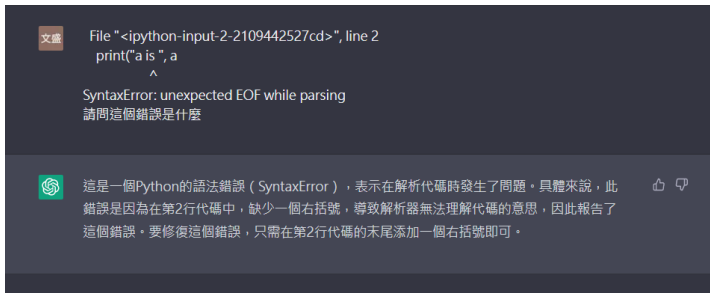 文盛
File "<ipython-input-2-2109442527cd>", line 2
print("a is ", a
^
SyntaxError: unexpected EOF while parsing
請問這個錯誤是什麼
這是一個Python的語法錯誤（SyntaxError），表示在解析代碼時發生了問題。具體來說，此
錯誤是因為在第2行代碼中，缺少一個右括號，導致解析器無法理解代碼的意思，因此報告了
這個錯誤。要修復這個錯誤，只需在第2行代碼的末尾添加一個右括號即可。